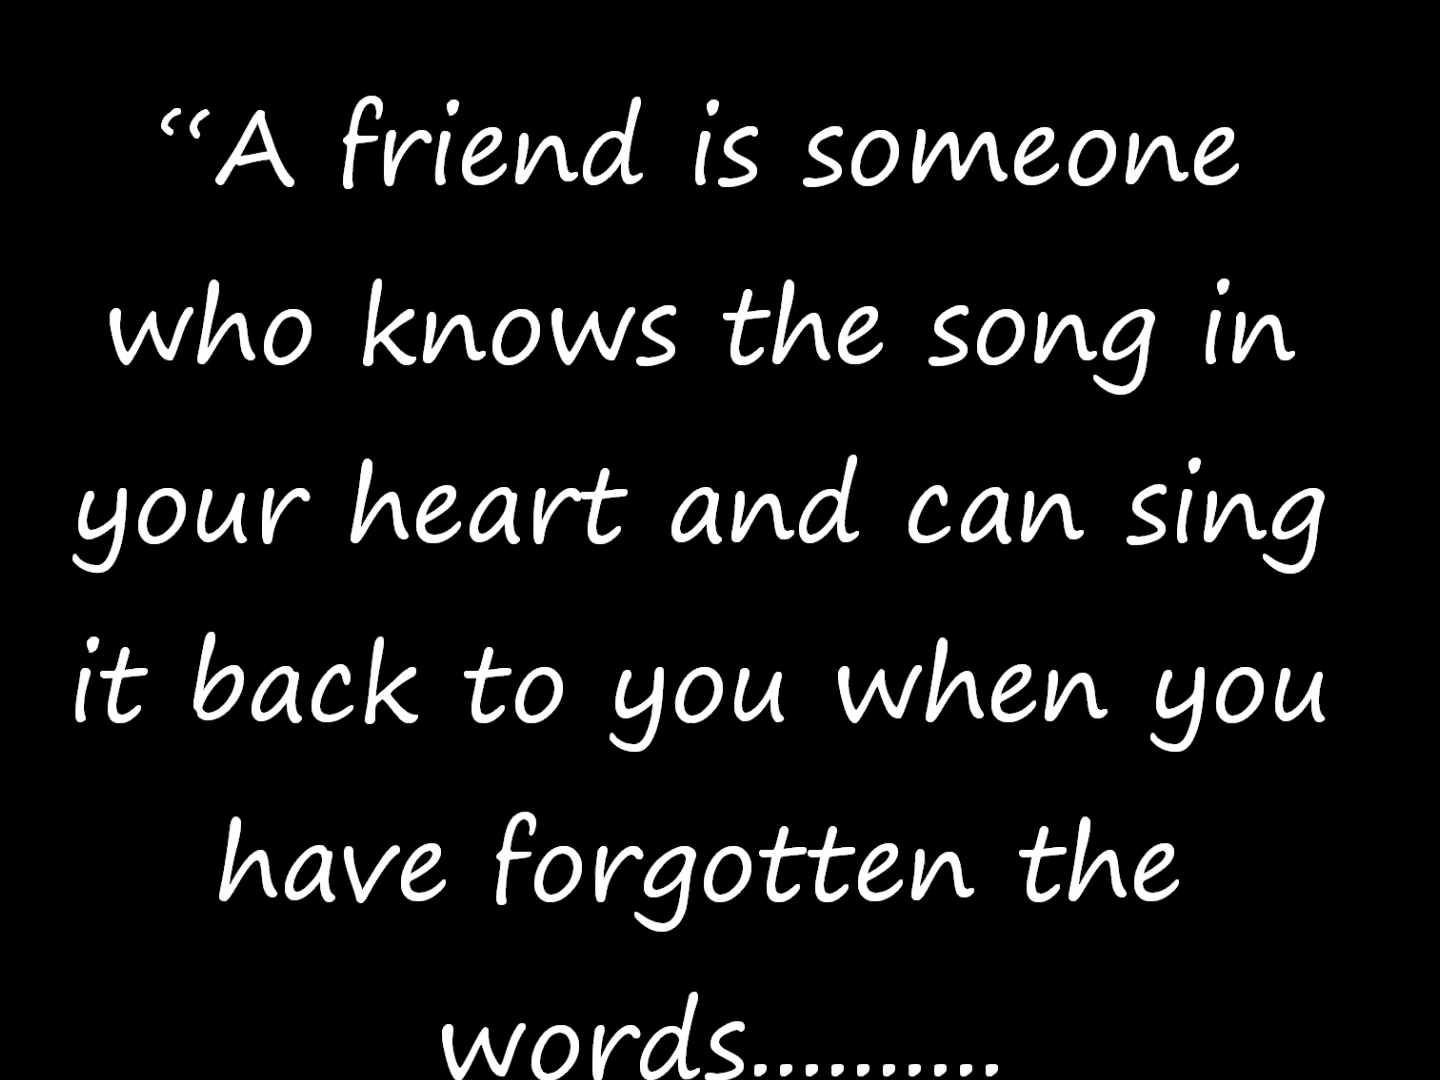 “A friend is someone
who knows the song in
your heart and can sing
it back to you when you
have forgotten the
words..........